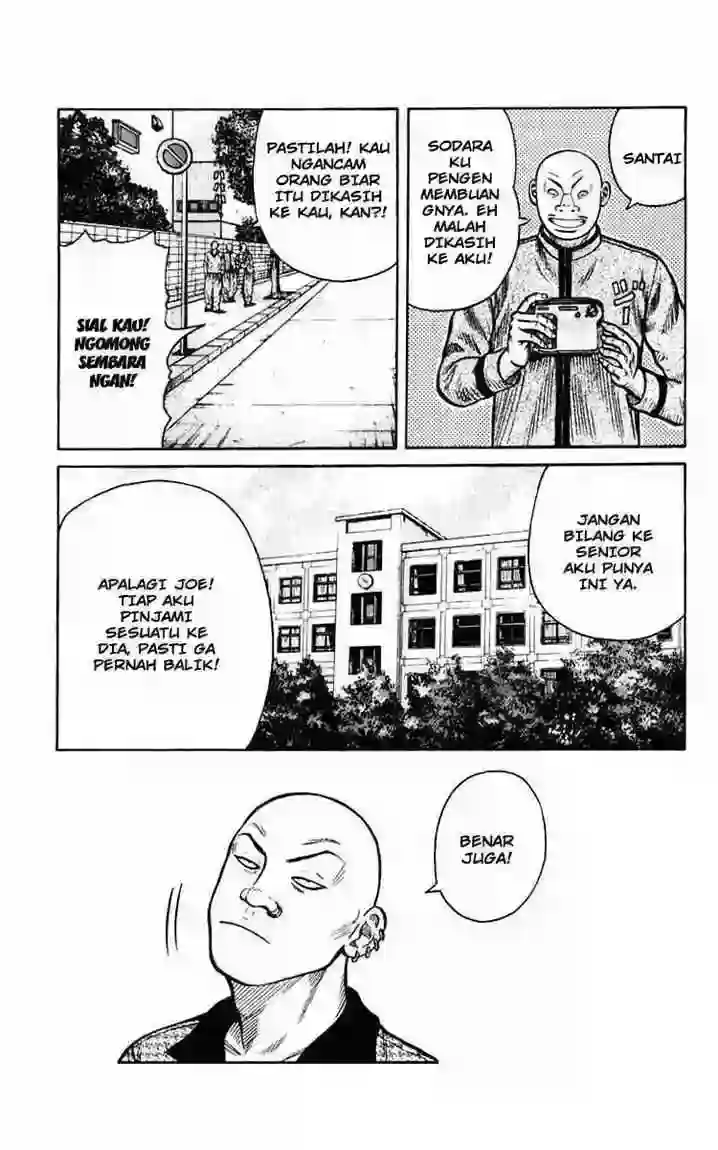 SANTAI
SODARA
KU
PENGEN
MEMBUAN
GNYA. EH
MALAH
DIKASIH
KE AKU!
PASTILAH! KAU
NGANCAM
ORANG BIAR
ITU DIKASIH
KE KAU, KAN?!
SIAL KAU!
NGOMONG
SEMBARA
NGAN!
JANGAN
BILANG KE
SENIOR
AKU PUNYA
INI YA.
APALAGI JOE!
TIAP AKU
PINJAMI
SESUATU KE
DIA, PASTI GA
PERNAH BALIK!
BENAR
JUGA!